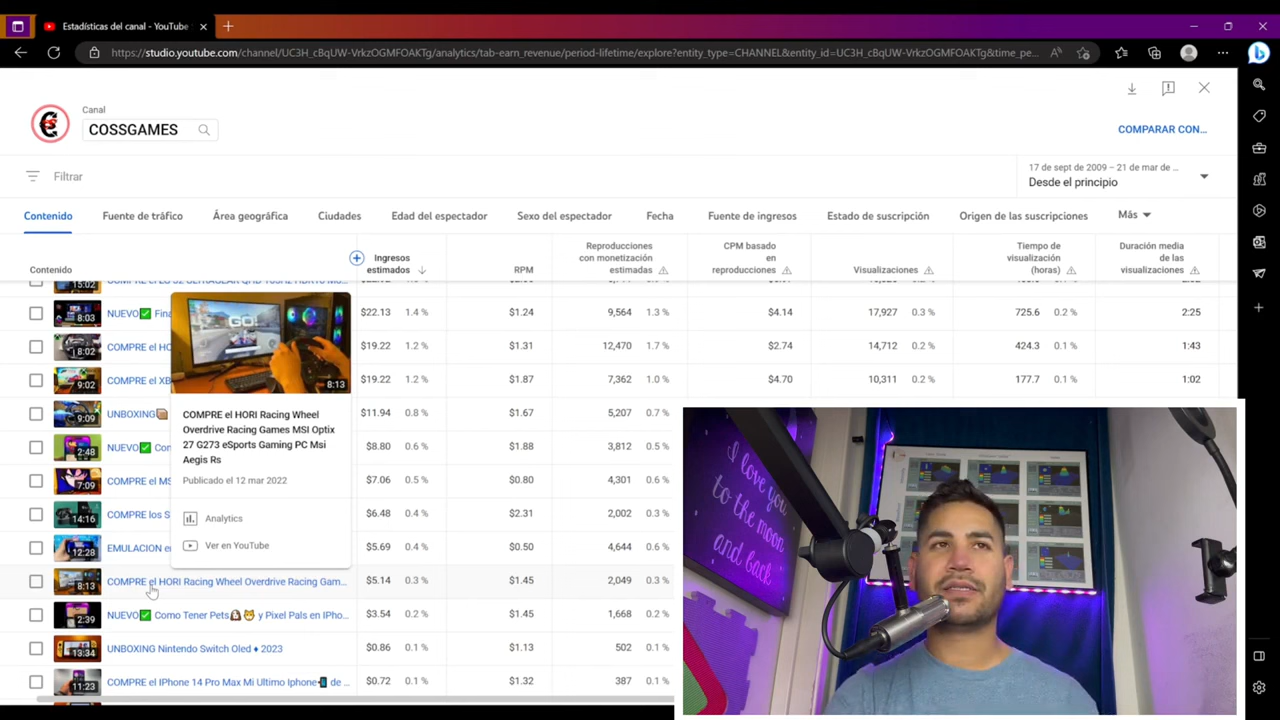 Estadísticas del canal - YouTube
https://studio.youtube.com/channel/UC3H_cBqUW-VrkzOGMFOAKTg/analytics/tab-earn_revenue/period-lifetime/explore?entity_type=CHANNEL&entity_id=UC3H_cBqUW-VrkzOGMFOAKTg&time_pe...
Canal
COSSGAMES
COMPARAR CON...
Filtrar
17 de sept de 2009 – 21 de mar de ...
Desde el principio
Contenido Fuente de tráfico Área geográfica Ciudades Edad del espectador Sexo del espectador Fecha Fuente de ingresos Estado de suscripción Origen de las suscripciones Más
Contenido Ingresos estimados RPM Reproducciones con monetización estimadas CPM basado en reproducciones Visualizaciones Tiempo de visualización (horas) Duración media de las visualizaciones
15:02
8:03 NUEVO✅ Fina $22.13 1.4 % $1.24 9,564 1.3 % $4.14 17,927 0.3 % 725.6 0.2 % 2:25
8:02 COMPRE el HO $19.22 1.2 % $1.31 12,470 1.7 % $2.74 14,712 0.2 % 424.3 0.1 % 1:43
9:02 COMPRE el XB $19.22 1.2 % $1.87 7,362 1.0 % $4.70 10,311 0.2 % 177.7 0.1 % 1:02
9:09 UNBOXING $11.94 0.8 % $1.67 5,207 0.7 %
2:48 NUEVO✅ Con $8.80 0.6 % $1.88 3,812 0.5 %
7:09 COMPRE el MS $7.06 0.5 % $0.80 4,301 0.6 %
14:16 COMPRE los S $6.48 0.4 % $2.31 2,002 0.3 %
12:28 EMULACION en $5.69 0.4 % $0.50 4,644 0.6 %
8:13 COMPRE el HORI Racing Wheel Overdrive Racing Gam... $5.14 0.3 % $1.45 2,049 0.3 %
2:39 NUEVO✅ Como Tener Pets🐶🐱 y Pixel Pals en IPho... $3.54 0.2 % $1.45 1,668 0.2 %
13:34 UNBOXING Nintendo Switch Oled ♦ 2023 $0.86 0.1 % $1.13 502 0.1 %
11:23 COMPRE el IPhone 14 Pro Max Mi Ultimo Iphone📲 de ... $0.72 0.1 % $1.32 387 0.1 %
GO!
8:13
COMPRE el HORI Racing Wheel
Overdrive Racing Games MSI Optix
27 G273 eSports Gaming PC Msi
Aegis Rs
Publicado el 12 mar 2022
Analytics
Ver en YouTube
I love you
to the moon
and back